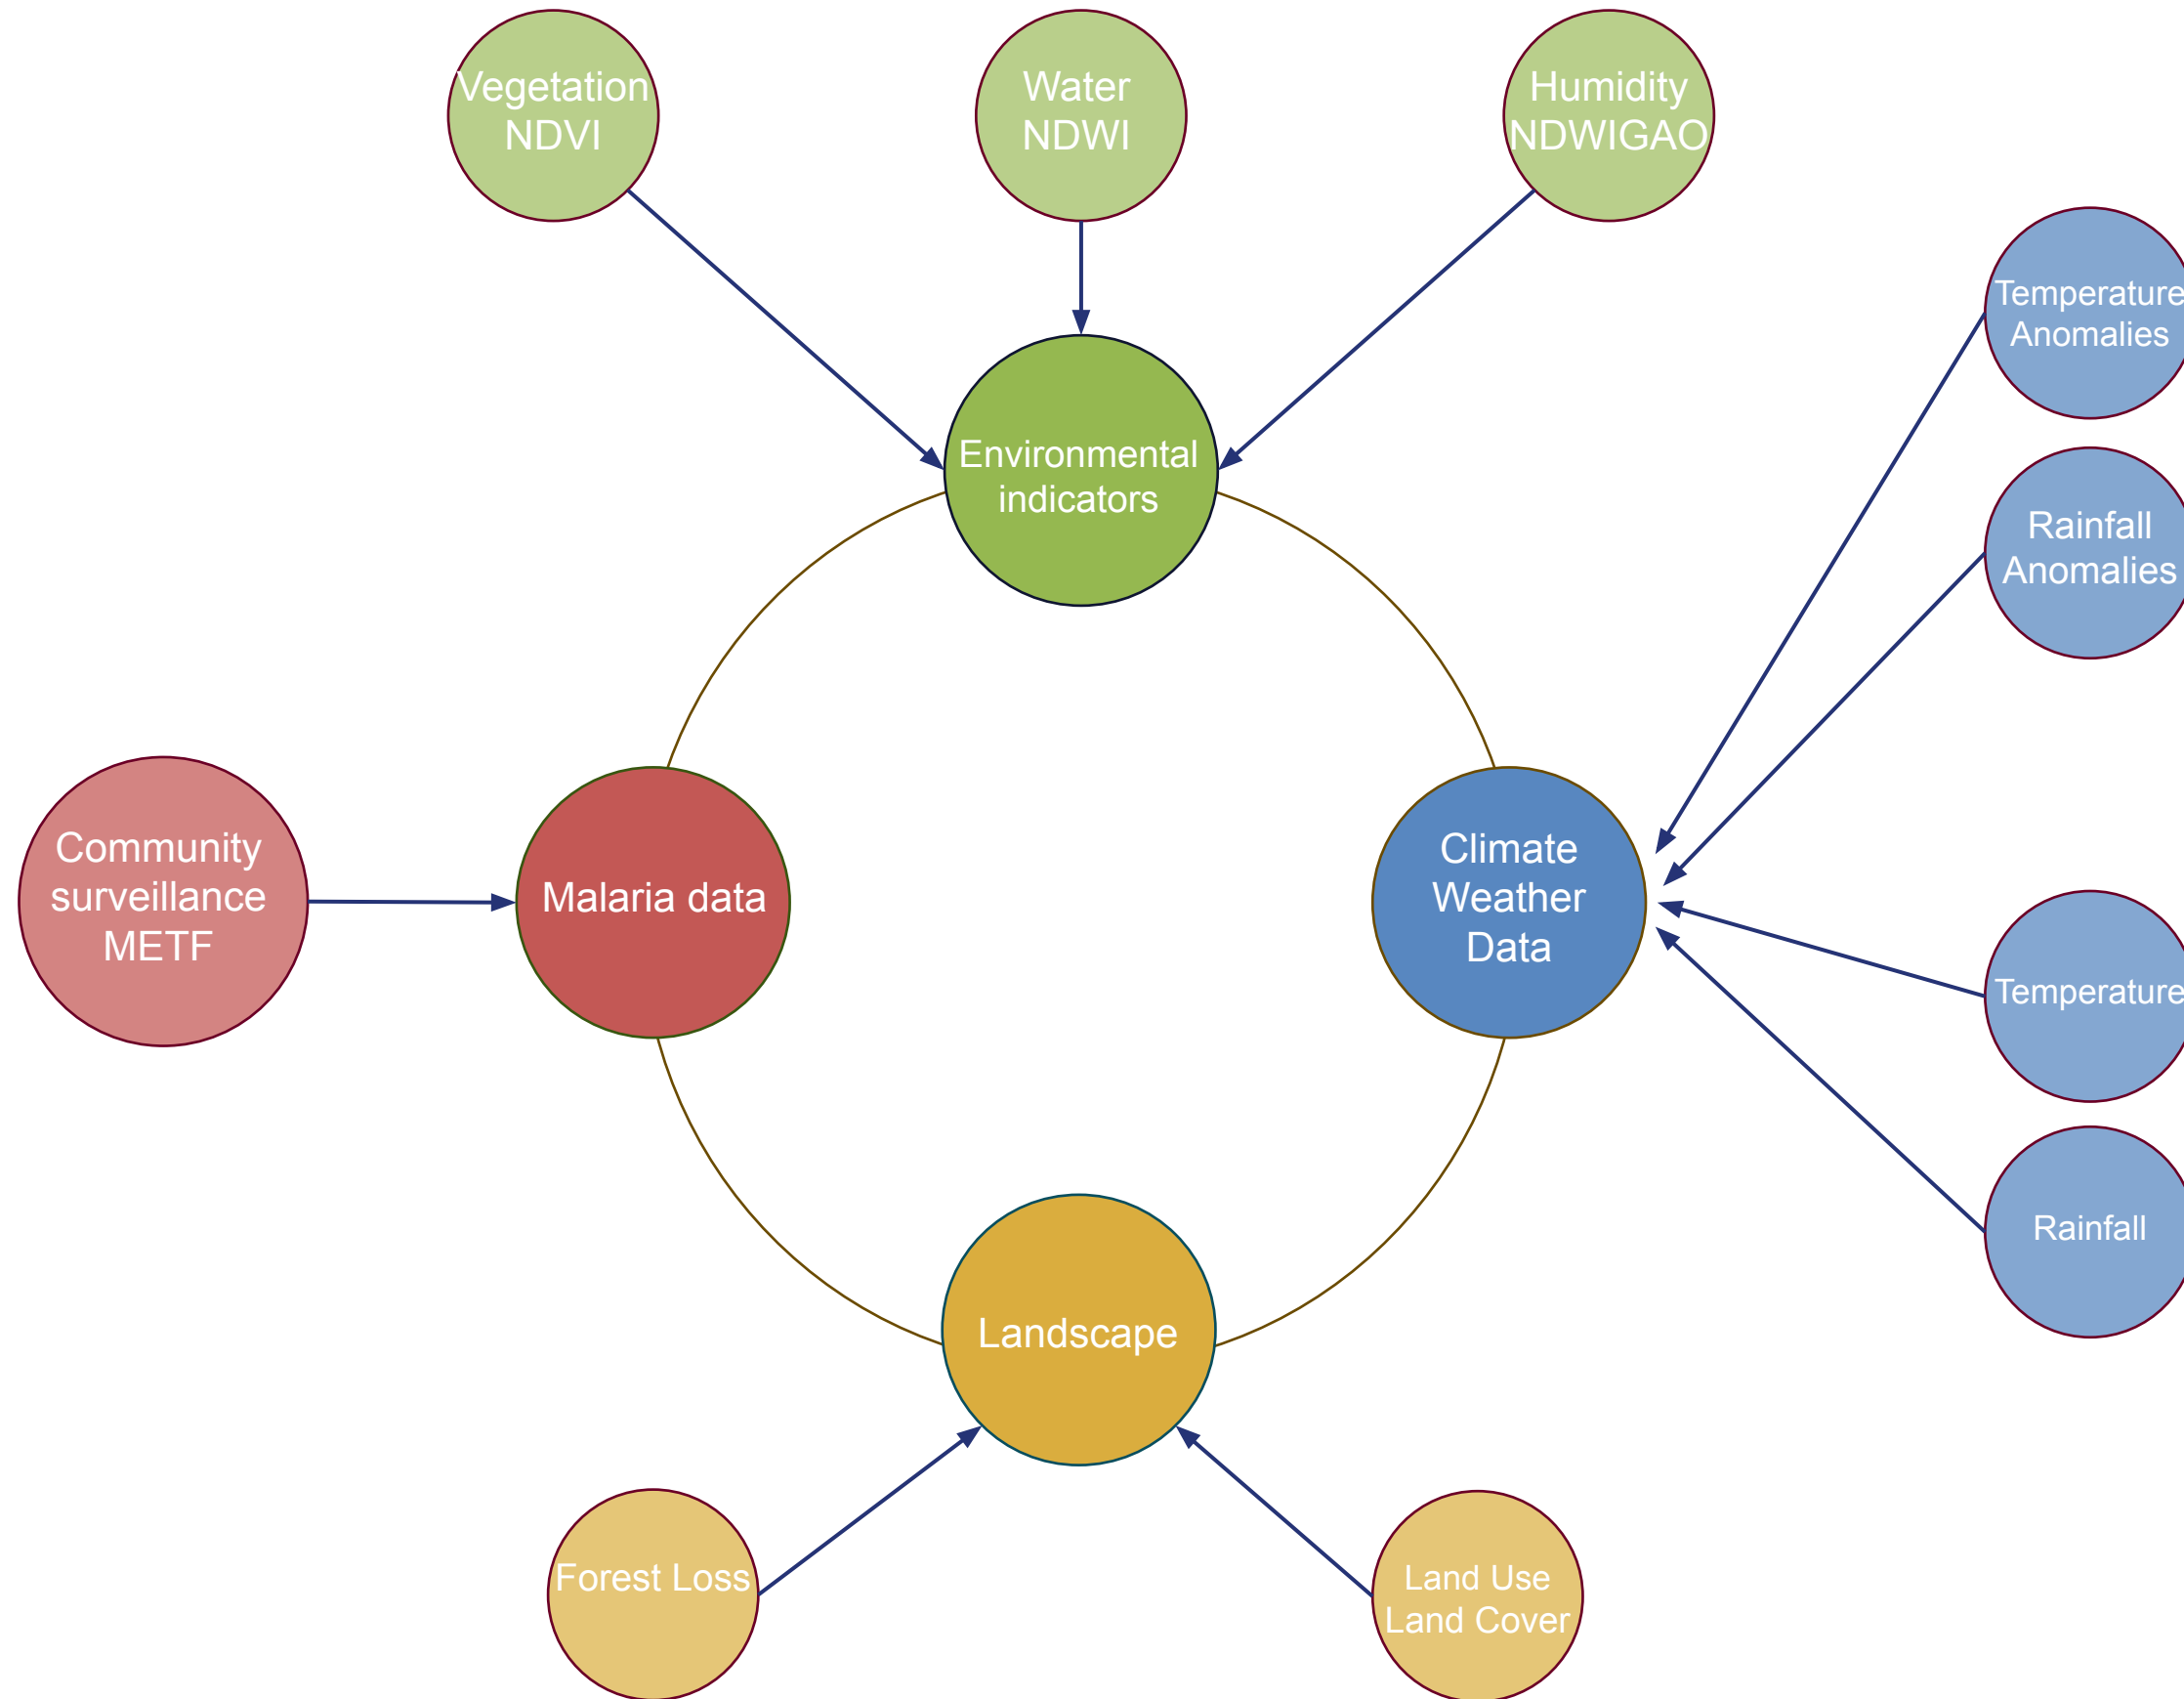 Vegetation
NDVI
Water
NDWI
Humidity
NDWIGAO
Temperature
Anomalies
Rainfall
Anomalies
Environmental
indicators
Community
surveillance
METF
Malaria data
Climate
Weather
Data
Temperature
Rainfall
Landscape
Forest Loss
Land Use
Land Cover